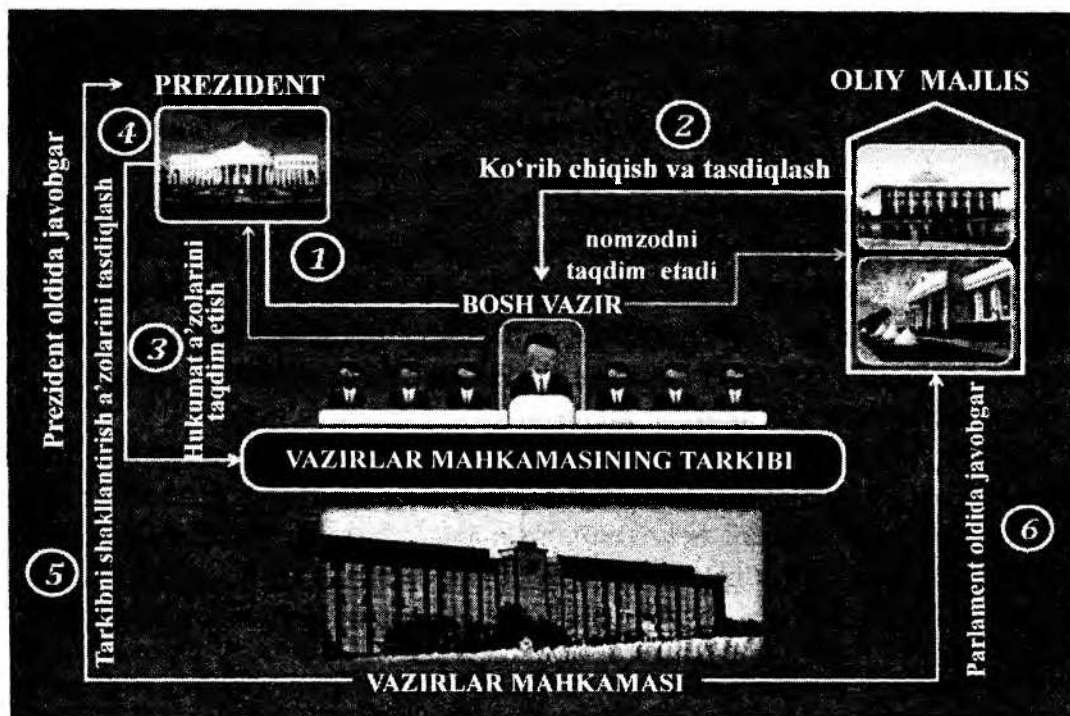 PREZIDENT
OLIY MAJLIS
4
2
Ko‘rib chiqish va tasdiqlash
1
nomzodni
taqdim etadi
BOSH VAZIR
Prezident oldida javobgar
Tarkibni shakllantirish a’zolarini tasdiqlash
3
Hukumat a’zolarini
taqdim etish
VAZIRLAR MAHKAMASINING TARKIBI
5
6
Parlament oldida javobgar
VAZIRLAR MAHKAMASI